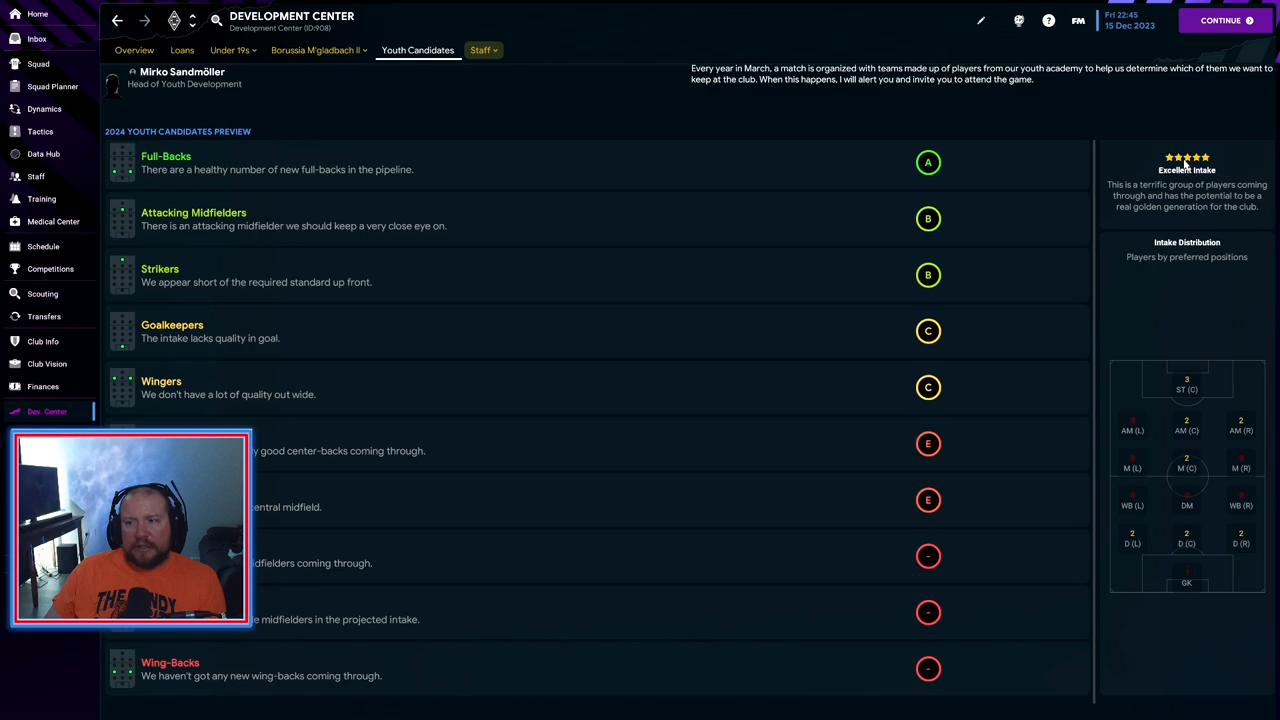 Home
Inbox
Squad
Squad Planner
Dynamics
Tactics
Data Hub
Staff
Training
Medical Center
Schedule
Competitions
Scouting
Transfers
Club Info
Club Vision
Finances
Dev. Center
DEVELOPMENT CENTER
Development Center (ID:908)
FM
Fri 22:45
15 Dec 2023
CONTINUE
Overview
Loans
Under 19s
Borussia M'gladbach II
Youth Candidates
Staff
Mirko Sandmöller
Head of Youth Development
Every year in March, a match is organized with teams made up of players from our youth academy to help us determine which of them we want to
keep at the club. When this happens, I will alert you and invite you to attend the game.
2024 YOUTH CANDIDATES PREVIEW
Full-Backs
There are a healthy number of new full-backs in the pipeline.
A
Attacking Midfielders
There is an attacking midfielder we should keep a very close eye on.
B
Strikers
We appear short of the required standard up front.
B
Goalkeepers
The intake lacks quality in goal.
C
Wingers
We don't have a lot of quality out wide.
C
y good center-backs coming through.
E
central midfield.
E
dfielders coming through.
-
e midfielders in the projected intake.
-
Wing-Backs
We haven't got any new wing-backs coming through.
-
Excellent Intake
This is a terrific group of players coming
through and has the potential to be a
real golden generation for the club.
Intake Distribution
Players by preferred positions
3
ST (C)
0 2 2
AM (L) AM (C) AM (R)
0 2 0
M (L) M (C) M (R)
0 0 0
WB (L) DM WB (R)
2 2 2
D (L) D (C) D (R)
GK
THE